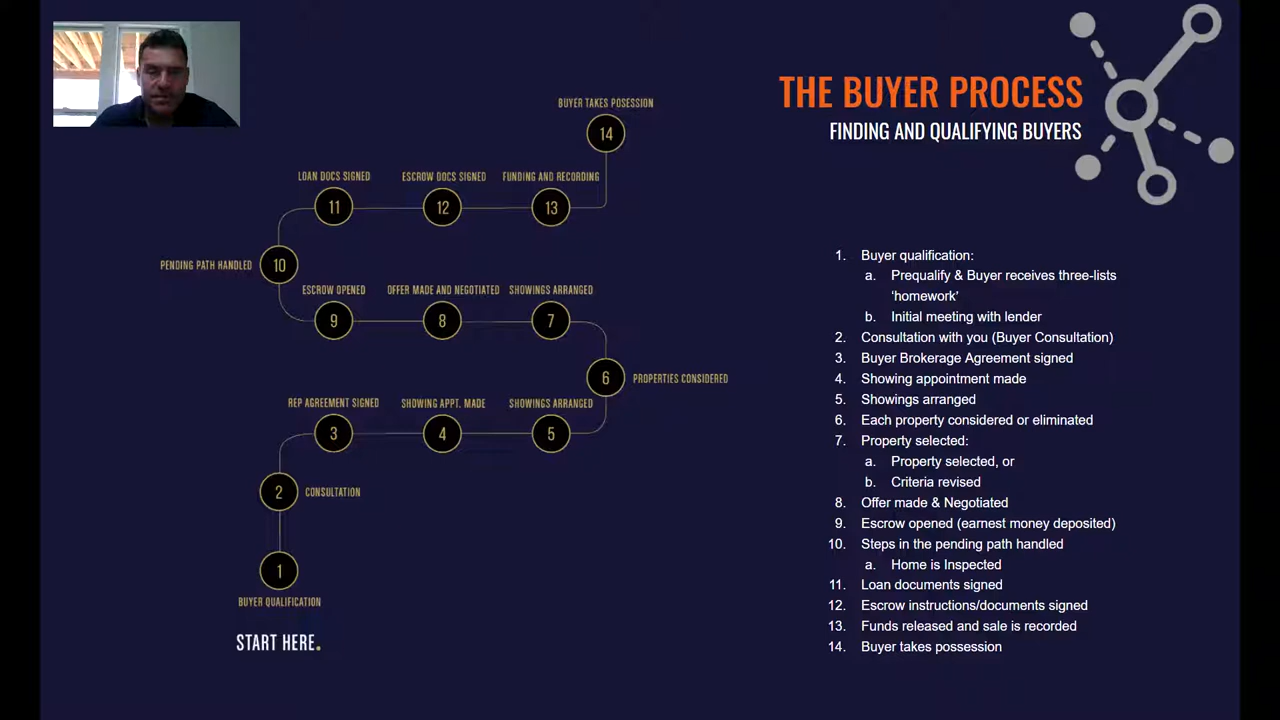 THE BUYER PROCESS
FINDING AND QUALIFYING BUYERS
BUYER TAKES POSESSION
14
LOAN DOCS SIGNED
ESCROW DOCS SIGNED
FUNDING AND RECORDING
11
12
13
PENDING PATH HANDLED
10
ESCROW OPENED
OFFER MADE AND NEGOTIATED
SHOWINGS ARRANGED
9
8
7
6
PROPERTIES CONSIDERED
REP AGREEMENT SIGNED
SHOWING APPT. MADE
SHOWINGS ARRANGED
3
4
5
2
CONSULTATION
1
BUYER QUALIFICATION
START HERE.
1. Buyer qualification:
a. Prequalify & Buyer receives three-lists
‘homework’
b. Initial meeting with lender
2. Consultation with you (Buyer Consultation)
3. Buyer Brokerage Agreement signed
4. Showing appointment made
5. Showings arranged
6. Each property considered or eliminated
7. Property selected:
a. Property selected, or
b. Criteria revised
8. Offer made & Negotiated
9. Escrow opened (earnest money deposited)
10. Steps in the pending path handled
a. Home is Inspected
11. Loan documents signed
12. Escrow instructions/documents signed
13. Funds released and sale is recorded
14. Buyer takes possession